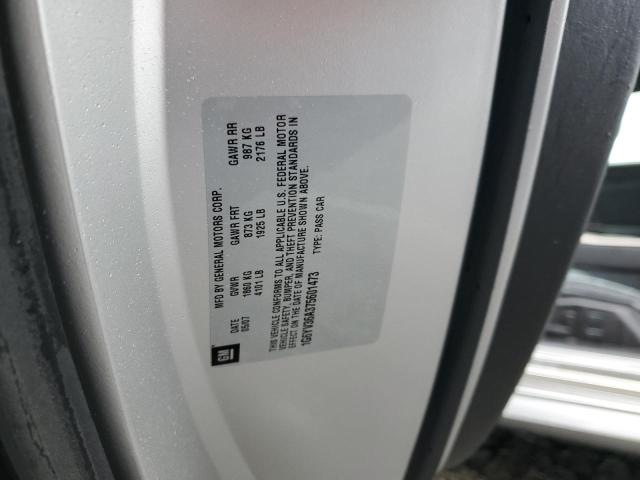 MFD BY GENERAL MOTORS CORP.
DATE GVWR GAWR FRT GAWR RR
05/07 1860 KG 873 KG 987 KG
4101 LB 1925 LB 2176 LB
THIS VEHICLE CONFORMS TO ALL APPLICABLE U.S. FEDERAL MOTOR
VEHICLE SAFETY, BUMPER, AND THEFT PREVENTION STANDARDS IN
EFFECT ON THE DATE OF MANUFACTURE SHOWN ABOVE.
1G0YV36A375601473 TYPE: PASS CAR
GM